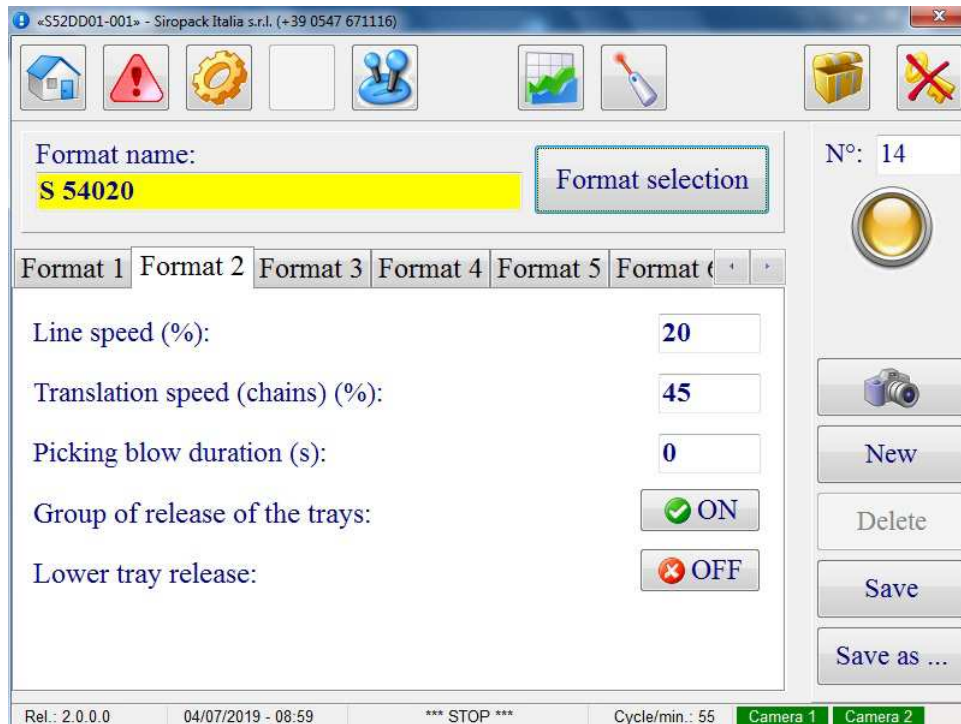 «S52DD01-001» - Siropack Italia s.r.l. (+39 0547 671116)
Format name:
S 54020
Format selection
N°: 14
Format 1 Format 2 Format 3 Format 4 Format 5 Format
Line speed (%): 20
Translation speed (chains) (%): 45
Picking blow duration (s): 0
Group of release of the trays: ON
Lower tray release: OFF
New
Delete
Save
Save as ...
Rel.: 2.0.0.0 04/07/2019 - 08:59 *** STOP *** Cycle/min.: 55 Camera 1 Camera 2